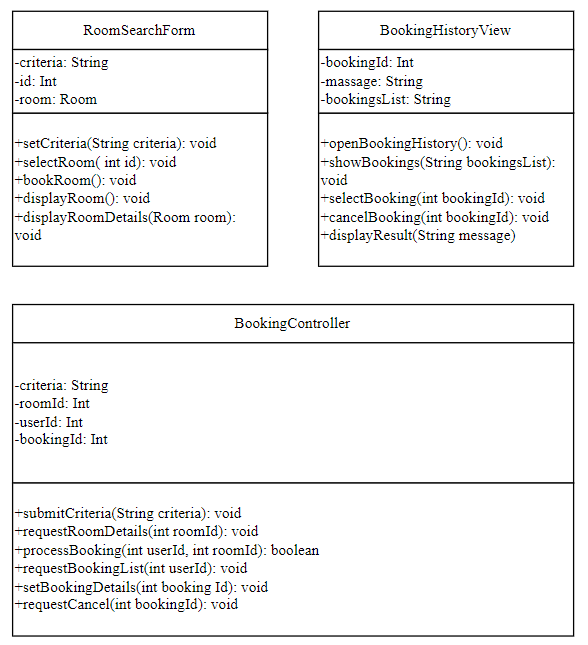 RoomSearchForm
-criteria: String
-id: Int
-room: Room
+setCriteria(String criteria): void
+selectRoom( int id): void
+bookRoom(): void
+displayRoom(): void
+displayRoomDetails(Room room):
void
BookingHistoryView
-bookingId: Int
-massage: String
-bookingsList: String
+openBookingHistory(): void
+showBookings(String bookingsList):
void
+selectBooking(int bookingId): void
+cancelBooking(int bookingId): void
+displayResult(String message)
BookingController
-criteria: String
-roomId: Int
-userId: Int
-bookingId: Int
+submitCriteria(String criteria): void
+requestRoomDetails(int roomId): void
+processBooking(int userId, int roomId): boolean
+requestBookingList(int userId): void
+setBookingDetails(int booking Id): void
+requestCancel(int bookingId): void